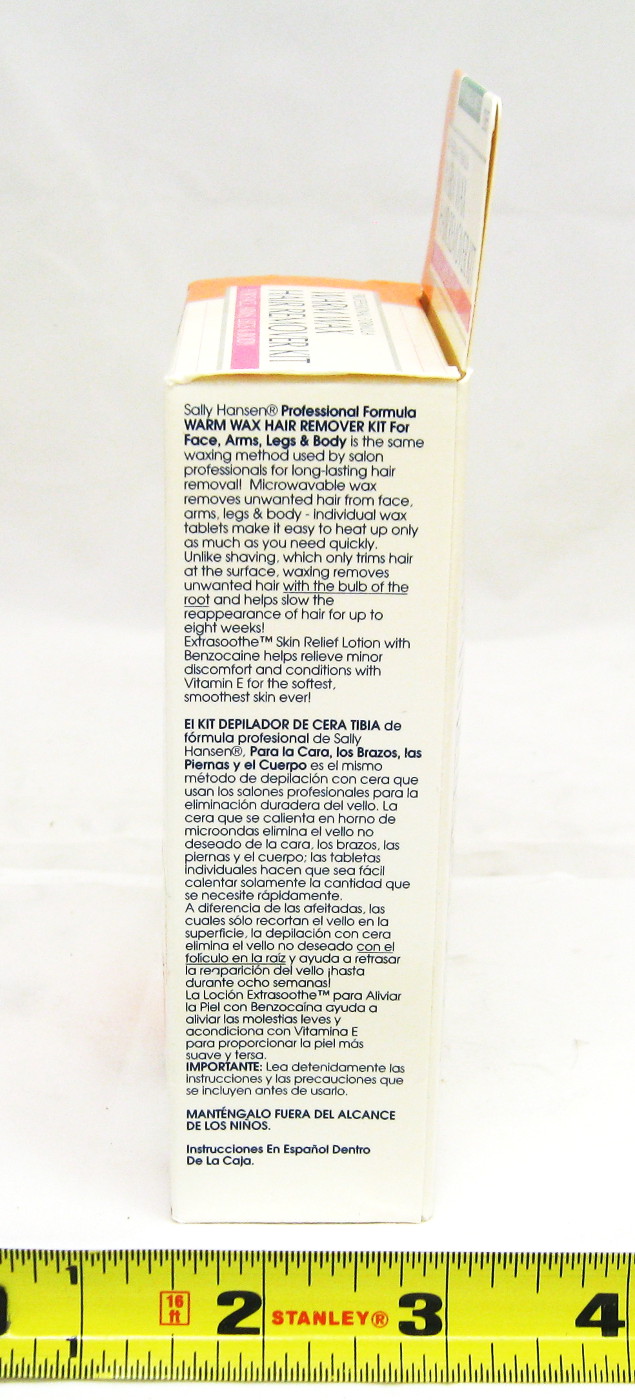 WARM WAX
HAIR REMOVER KIT
Sally Hansen® Professional Formula
WARM WAX HAIR REMOVER KIT For
Face, Arms, Legs & Body is the same
waxing method used by salon
professionals for long-lasting hair
removal! Microwavable wax
removes unwanted hair from face,
arms, legs & body - individual wax
tablets make it easy to heat up only
as much as you need quickly.
Unlike shaving, which only trims hair
at the surface, waxing removes
unwanted hair with the bulb of the
root and helps slow the
reappearance of hair for up to
eight weeks!
Extrasoothe™ Skin Relief Lotion with
Benzocaine helps relieve minor
discomfort and conditions with
Vitamin E for the softest,
smoothest skin ever!
El KIT DEPILADOR DE CERA TIBIA de
fórmula profesional de Sally
Hansen®, Para la Cara, los Brazos, las
Piernas y el Cuerpo es el mismo
método de depilación con cera que
usan los salones profesionales para la
eliminación duradera del vello. La
cera que se calienta en horno de
microondas elimina el vello no
deseado de la cara, los brazos, las
piernas y el cuerpo; las tabletas
individuales hacen que sea fácil
calentar solamente la cantidad que
se necesite rápidamente.
A diferencia de las afeitadas, las
cuales sólo recortan el vello en la
superficie, la depilación con cera
elimina el vello no deseado con el
folículo en la raíz y ayuda a retrasar
la reaparición del vello ¡hasta
durante ocho semanas!
La Loción Extrasoothe™ para Aliviar
la Piel con Benzocaína ayuda a
aliviar las molestias leves y
acondiciona con Vitamina E
para proporcionar la piel más
suave y tersa.
IMPORTANTE: Lea detenidamente las
instrucciones y las precauciones que
se incluyen antes de usarlo.
MANTÉNGALO FUERA DEL ALCANCE
DE LOS NIÑOS.
Instrucciones En Español Dentro
De La Caja.
16 ft 2 STANLEY® 3 4